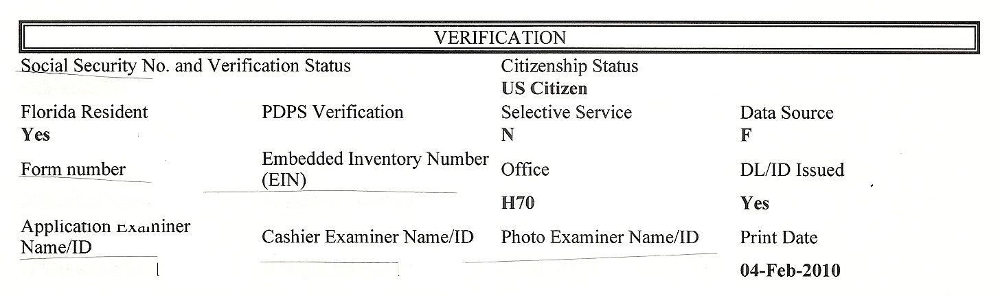 VERIFICATION
Social Security No. and Verification Status Citizenship Status
US Citizen
Florida Resident PDPS Verification Selective Service Data Source
Yes N F
Form number Embedded Inventory Number (EIN) Office DL/ID Issued
H70 Yes
Application Examiner Name/ID Cashier Examiner Name/ID Photo Examiner Name/ID Print Date
04-Feb-2010